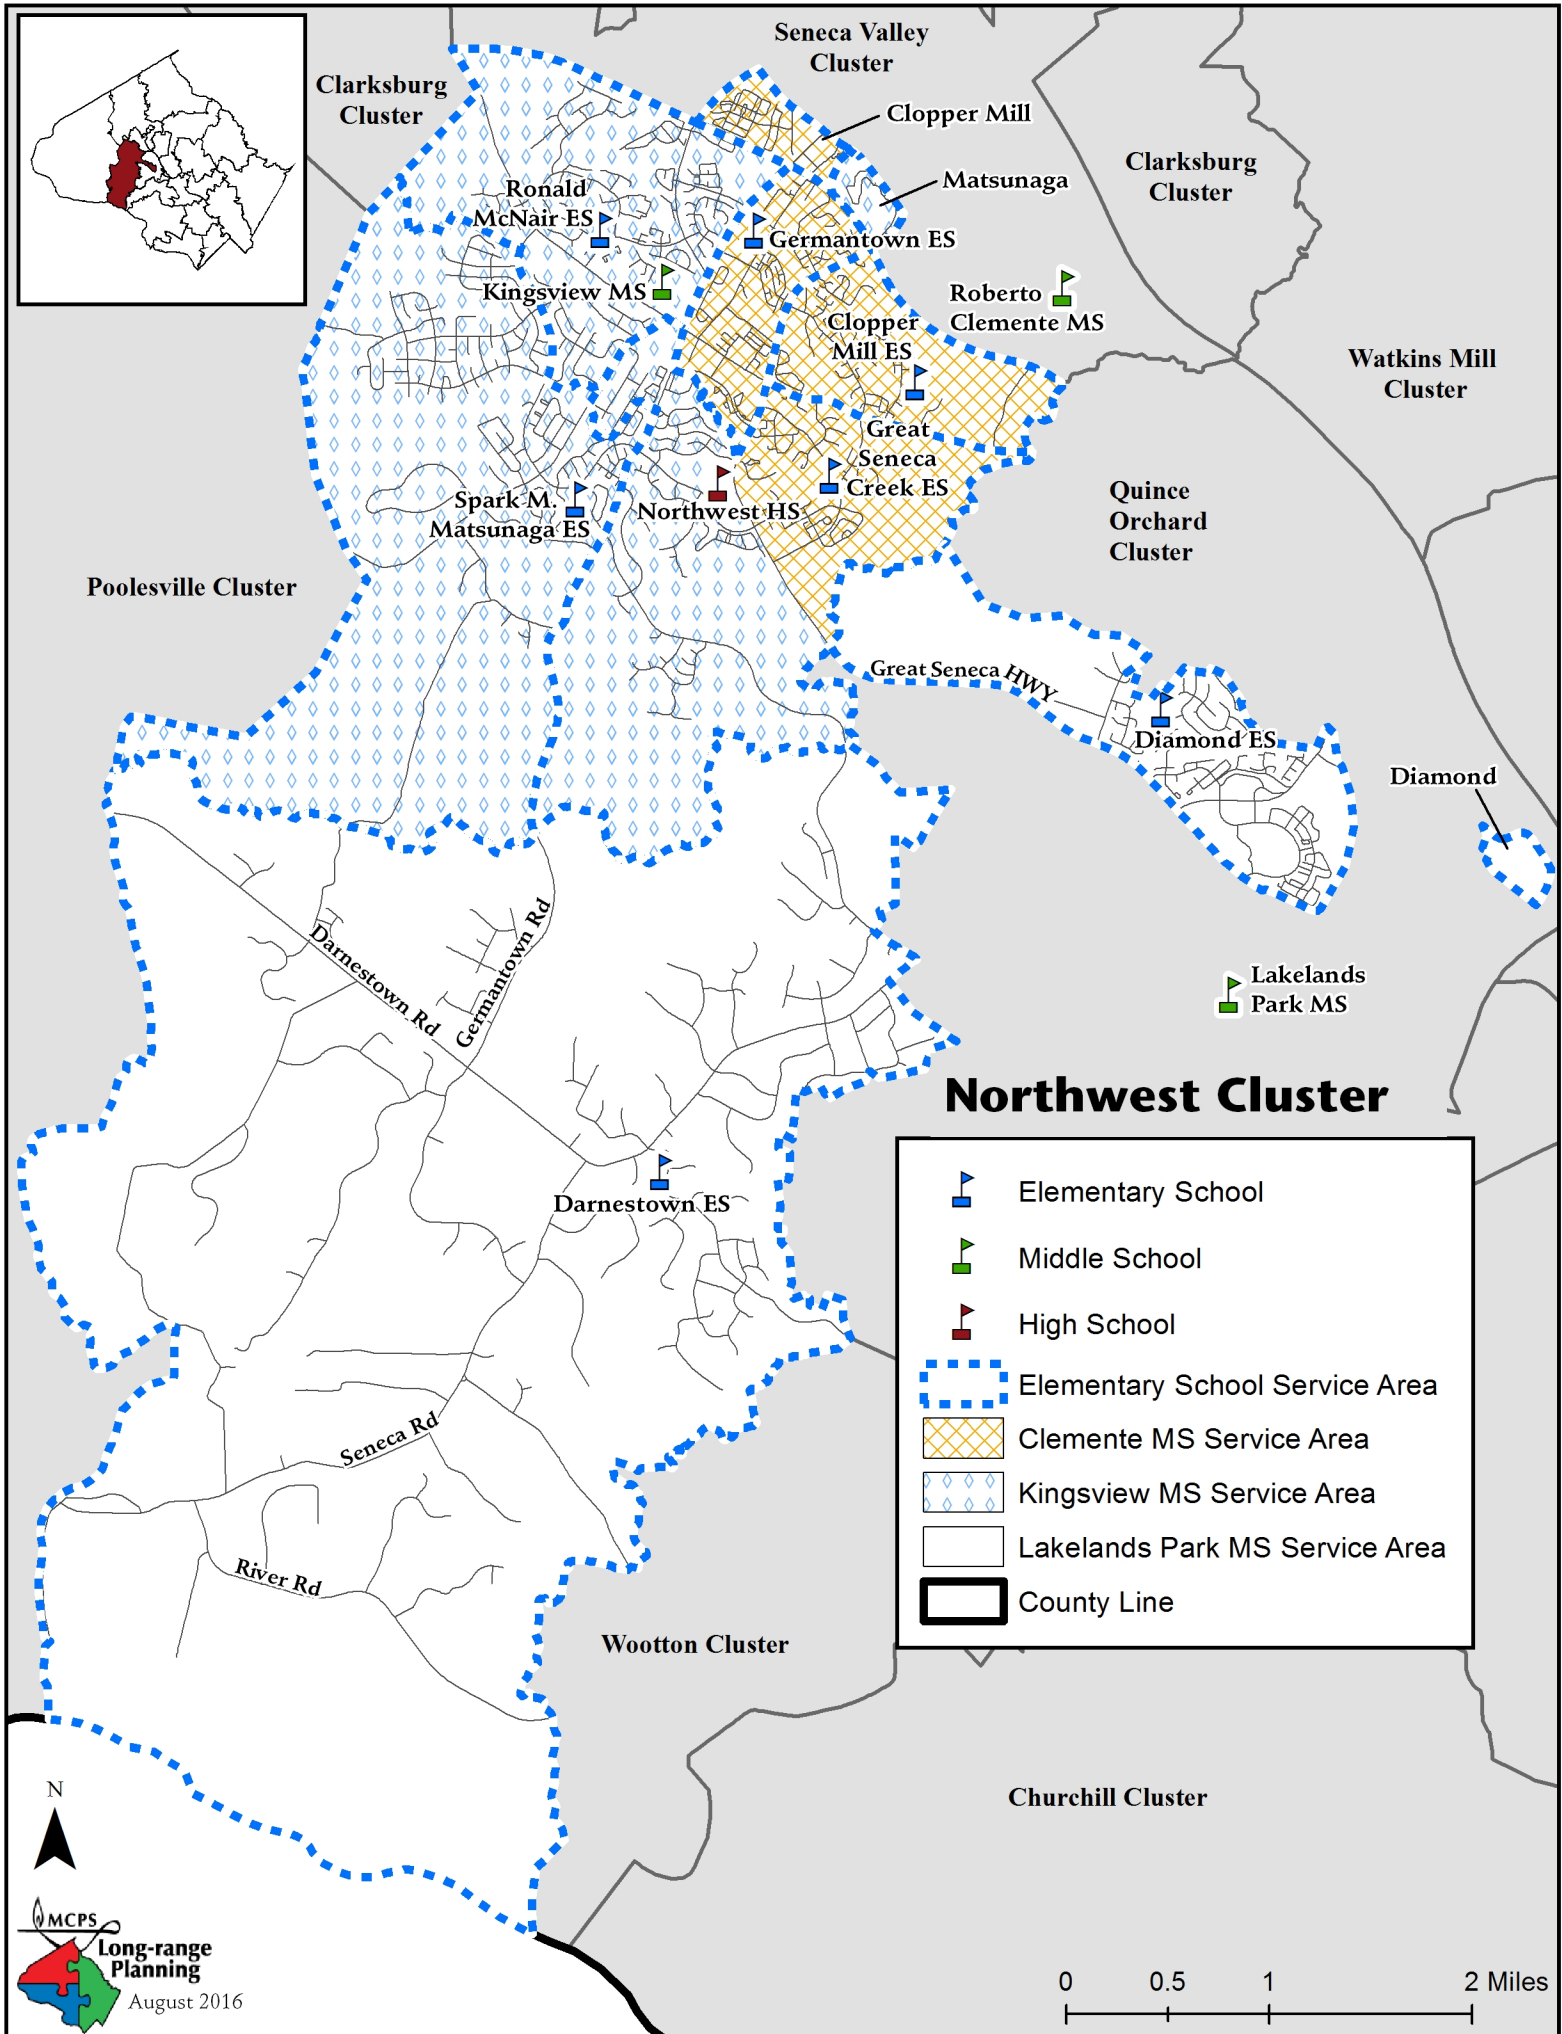 Seneca Valley
Cluster
Clarksburg
Cluster
Clopper Mill
Clarksburg
Cluster
Matsunaga
Ronald
McNair ES
Germantown ES
Kingsview MS
Roberto
Clemente MS
Clopper
Mill ES
Watkins Mill
Cluster
Great
Seneca
Creek ES
Spark M.
Matsunaga ES
Northwest HS
Quince
Orchard
Cluster
Poolesville Cluster
Great Seneca HWY
Diamond ES
Diamond
Darnestown Rd
Germantown Rd
Lakelands
Park MS
Northwest Cluster
Darnestown ES
Elementary School
Middle School
High School
Elementary School Service Area
Clemente MS Service Area
Kingsview MS Service Area
Lakelands Park MS Service Area
County Line
Seneca Rd
River Rd
Wootton Cluster
Churchill Cluster
N
MCPS
Long-range
Planning
August 2016
0 0.5 1 2 Miles